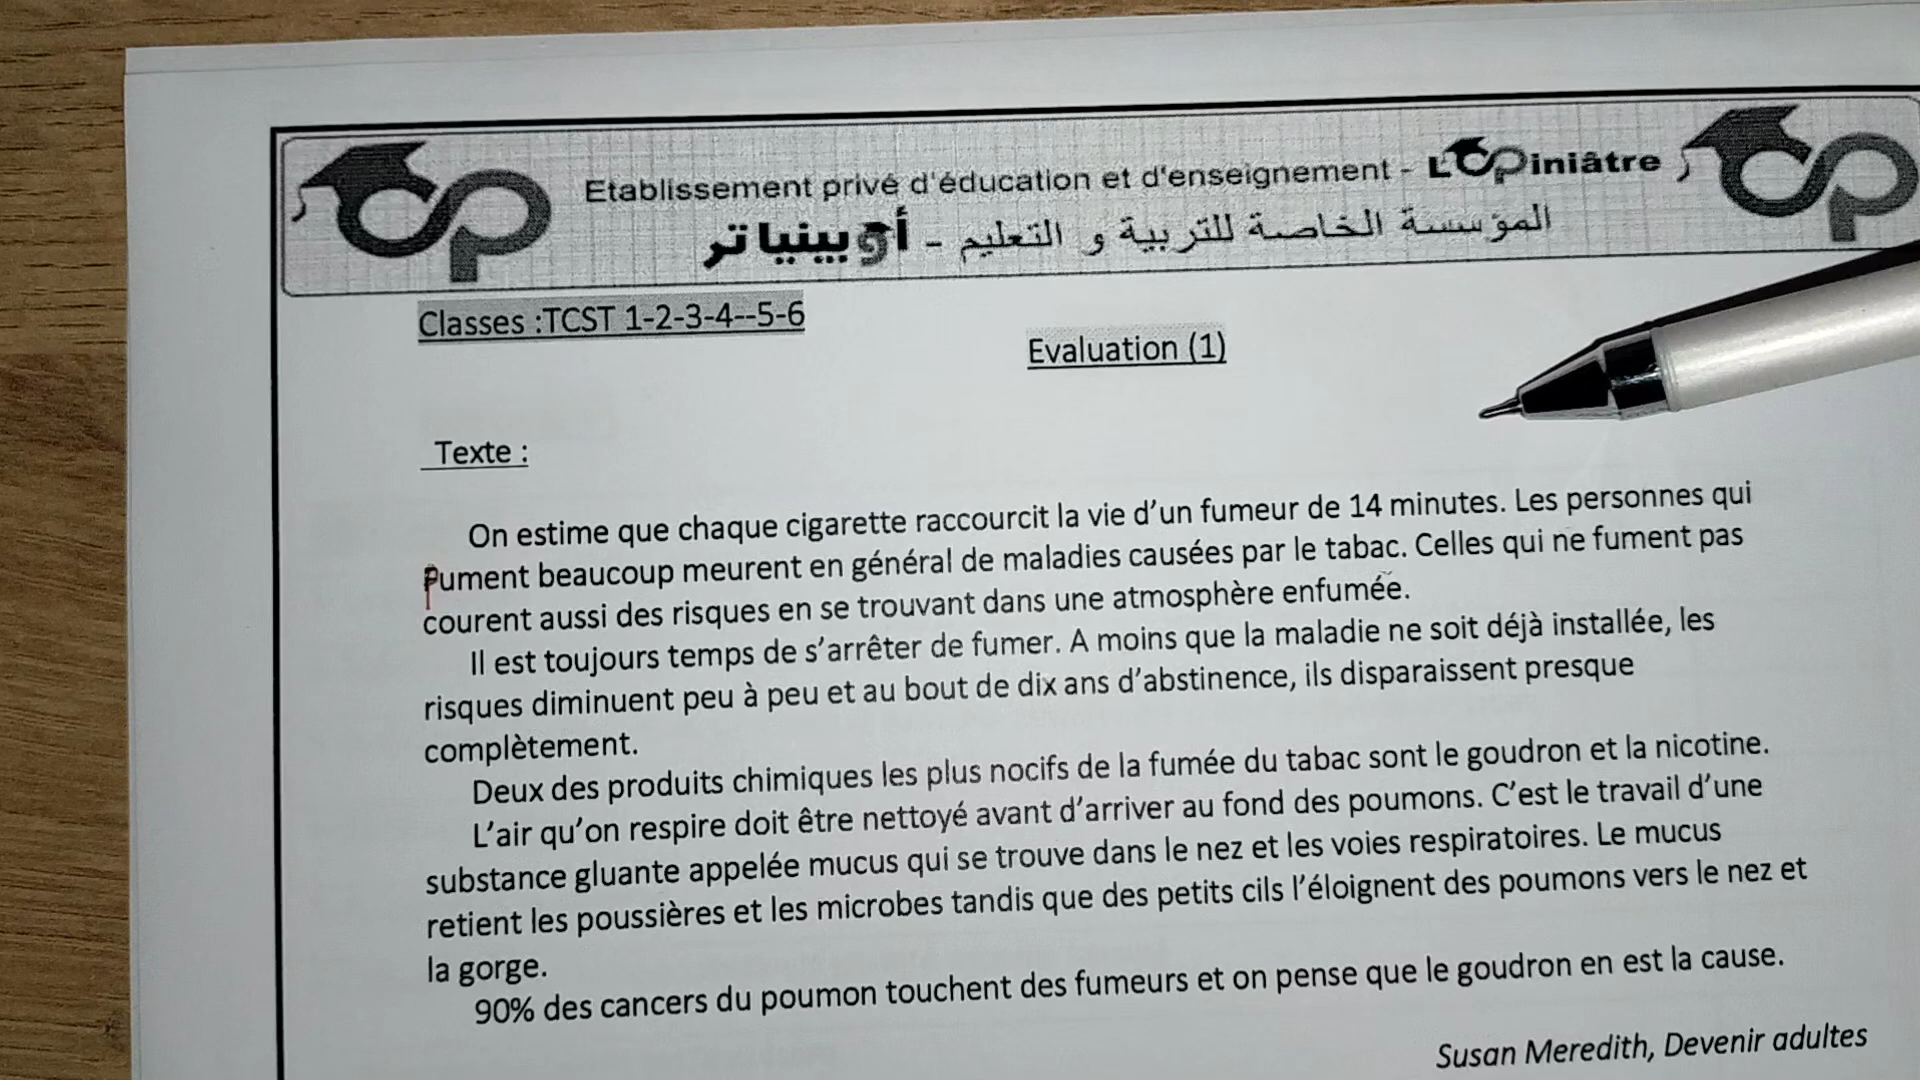 Etablissement privé d'éducation et d'enseignement - L'OPiniâtre
المؤسسة الخاصة للتربية و التعليم - أوبينياتر
Classes :TCST 1-2-3-4--5-6
Evaluation (1)
Texte :
On estime que chaque cigarette raccourcit la vie d'un fumeur de 14 minutes. Les personnes qui
fument beaucoup meurent en général de maladies causées par le tabac. Celles qui ne fument pas
courent aussi des risques en se trouvant dans une atmosphère enfumée.
Il est toujours temps de s'arrêter de fumer. A moins que la maladie ne soit déjà installée, les
risques diminuent peu à peu et au bout de dix ans d'abstinence, ils disparaissent presque
complètement.
Deux des produits chimiques les plus nocifs de la fumée du tabac sont le goudron et la nicotine.
L'air qu'on respire doit être nettoyé avant d'arriver au fond des poumons. C'est le travail d'une
substance gluante appelée mucus qui se trouve dans le nez et les voies respiratoires. Le mucus
retient les poussières et les microbes tandis que des petits cils l'éloignent des poumons vers le nez et
la gorge.
90% des cancers du poumon touchent des fumeurs et on pense que le goudron en est la cause.
Susan Meredith, Devenir adultes